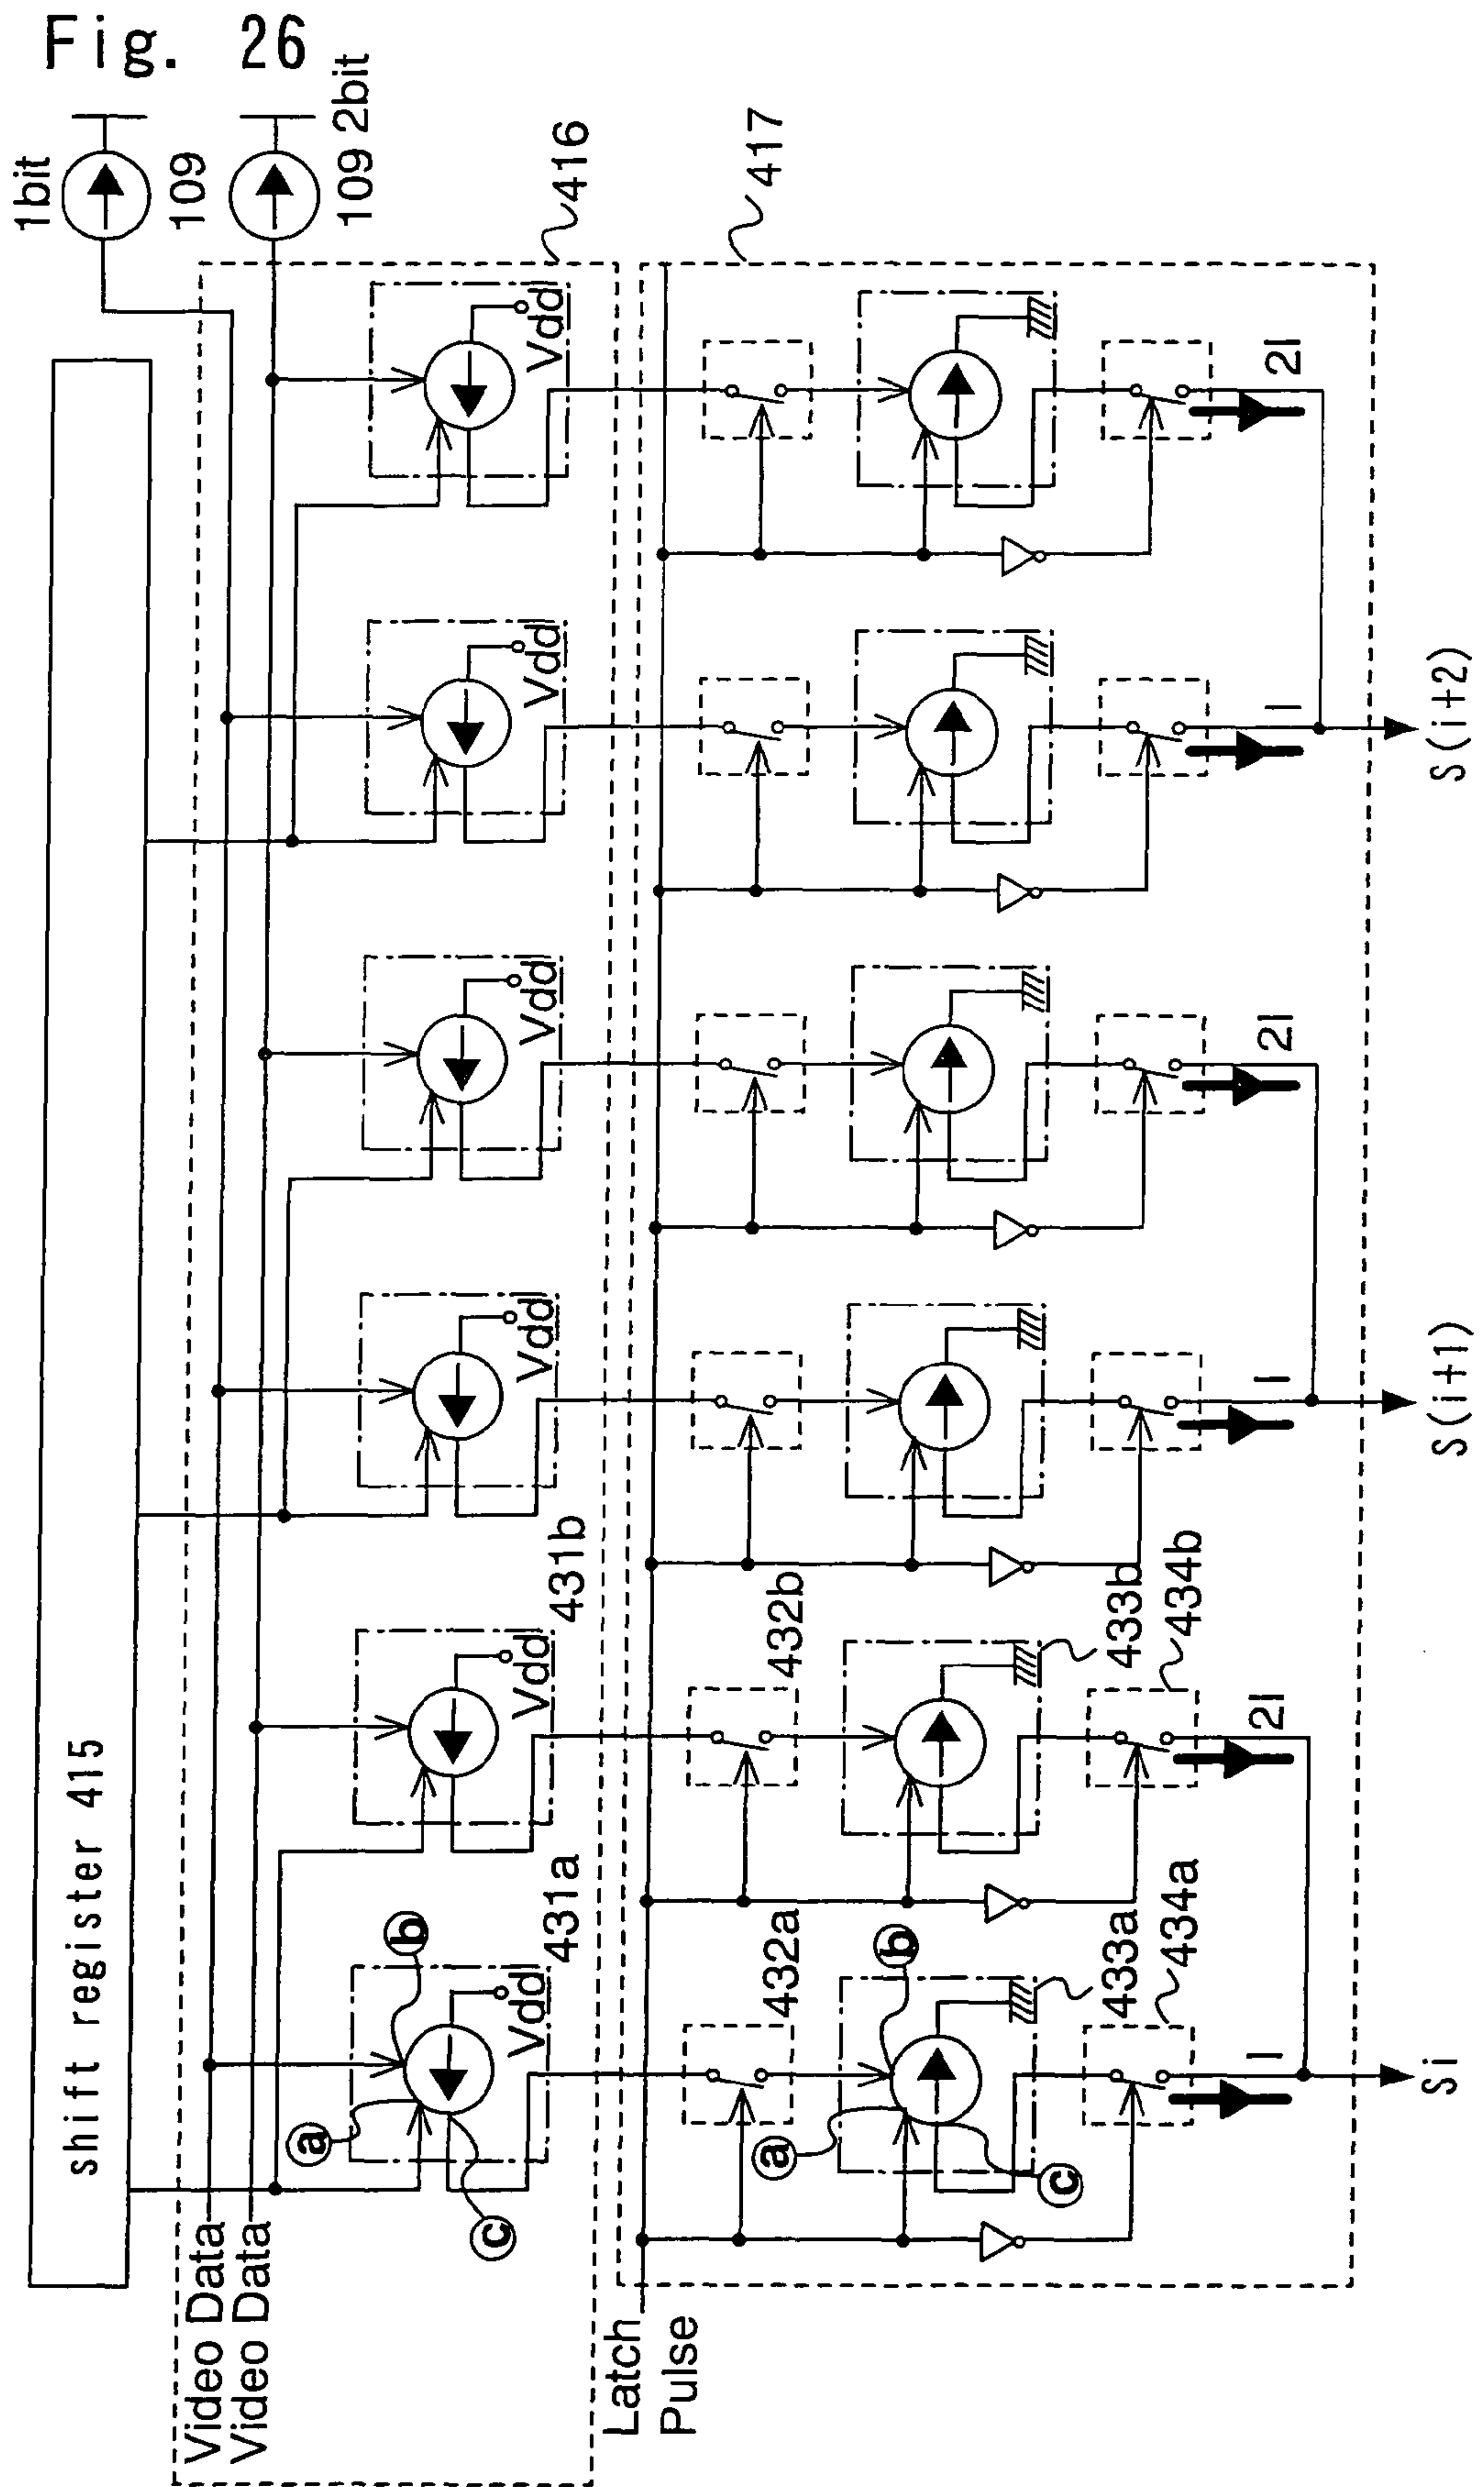 Fig. 26
1bit
109
109 2bit
shift register 415
416
417
Video Data
Video Data
Vdd
Vdd
Vdd
Vdd
Vdd
Vdd
431a
431b
a
b
c
Latch
Pulse
432a
432b
a
b
c
433a
433b
434a
434b
I
2I
I
2I
I
2I
Si
S(i+1)
S(i+2)